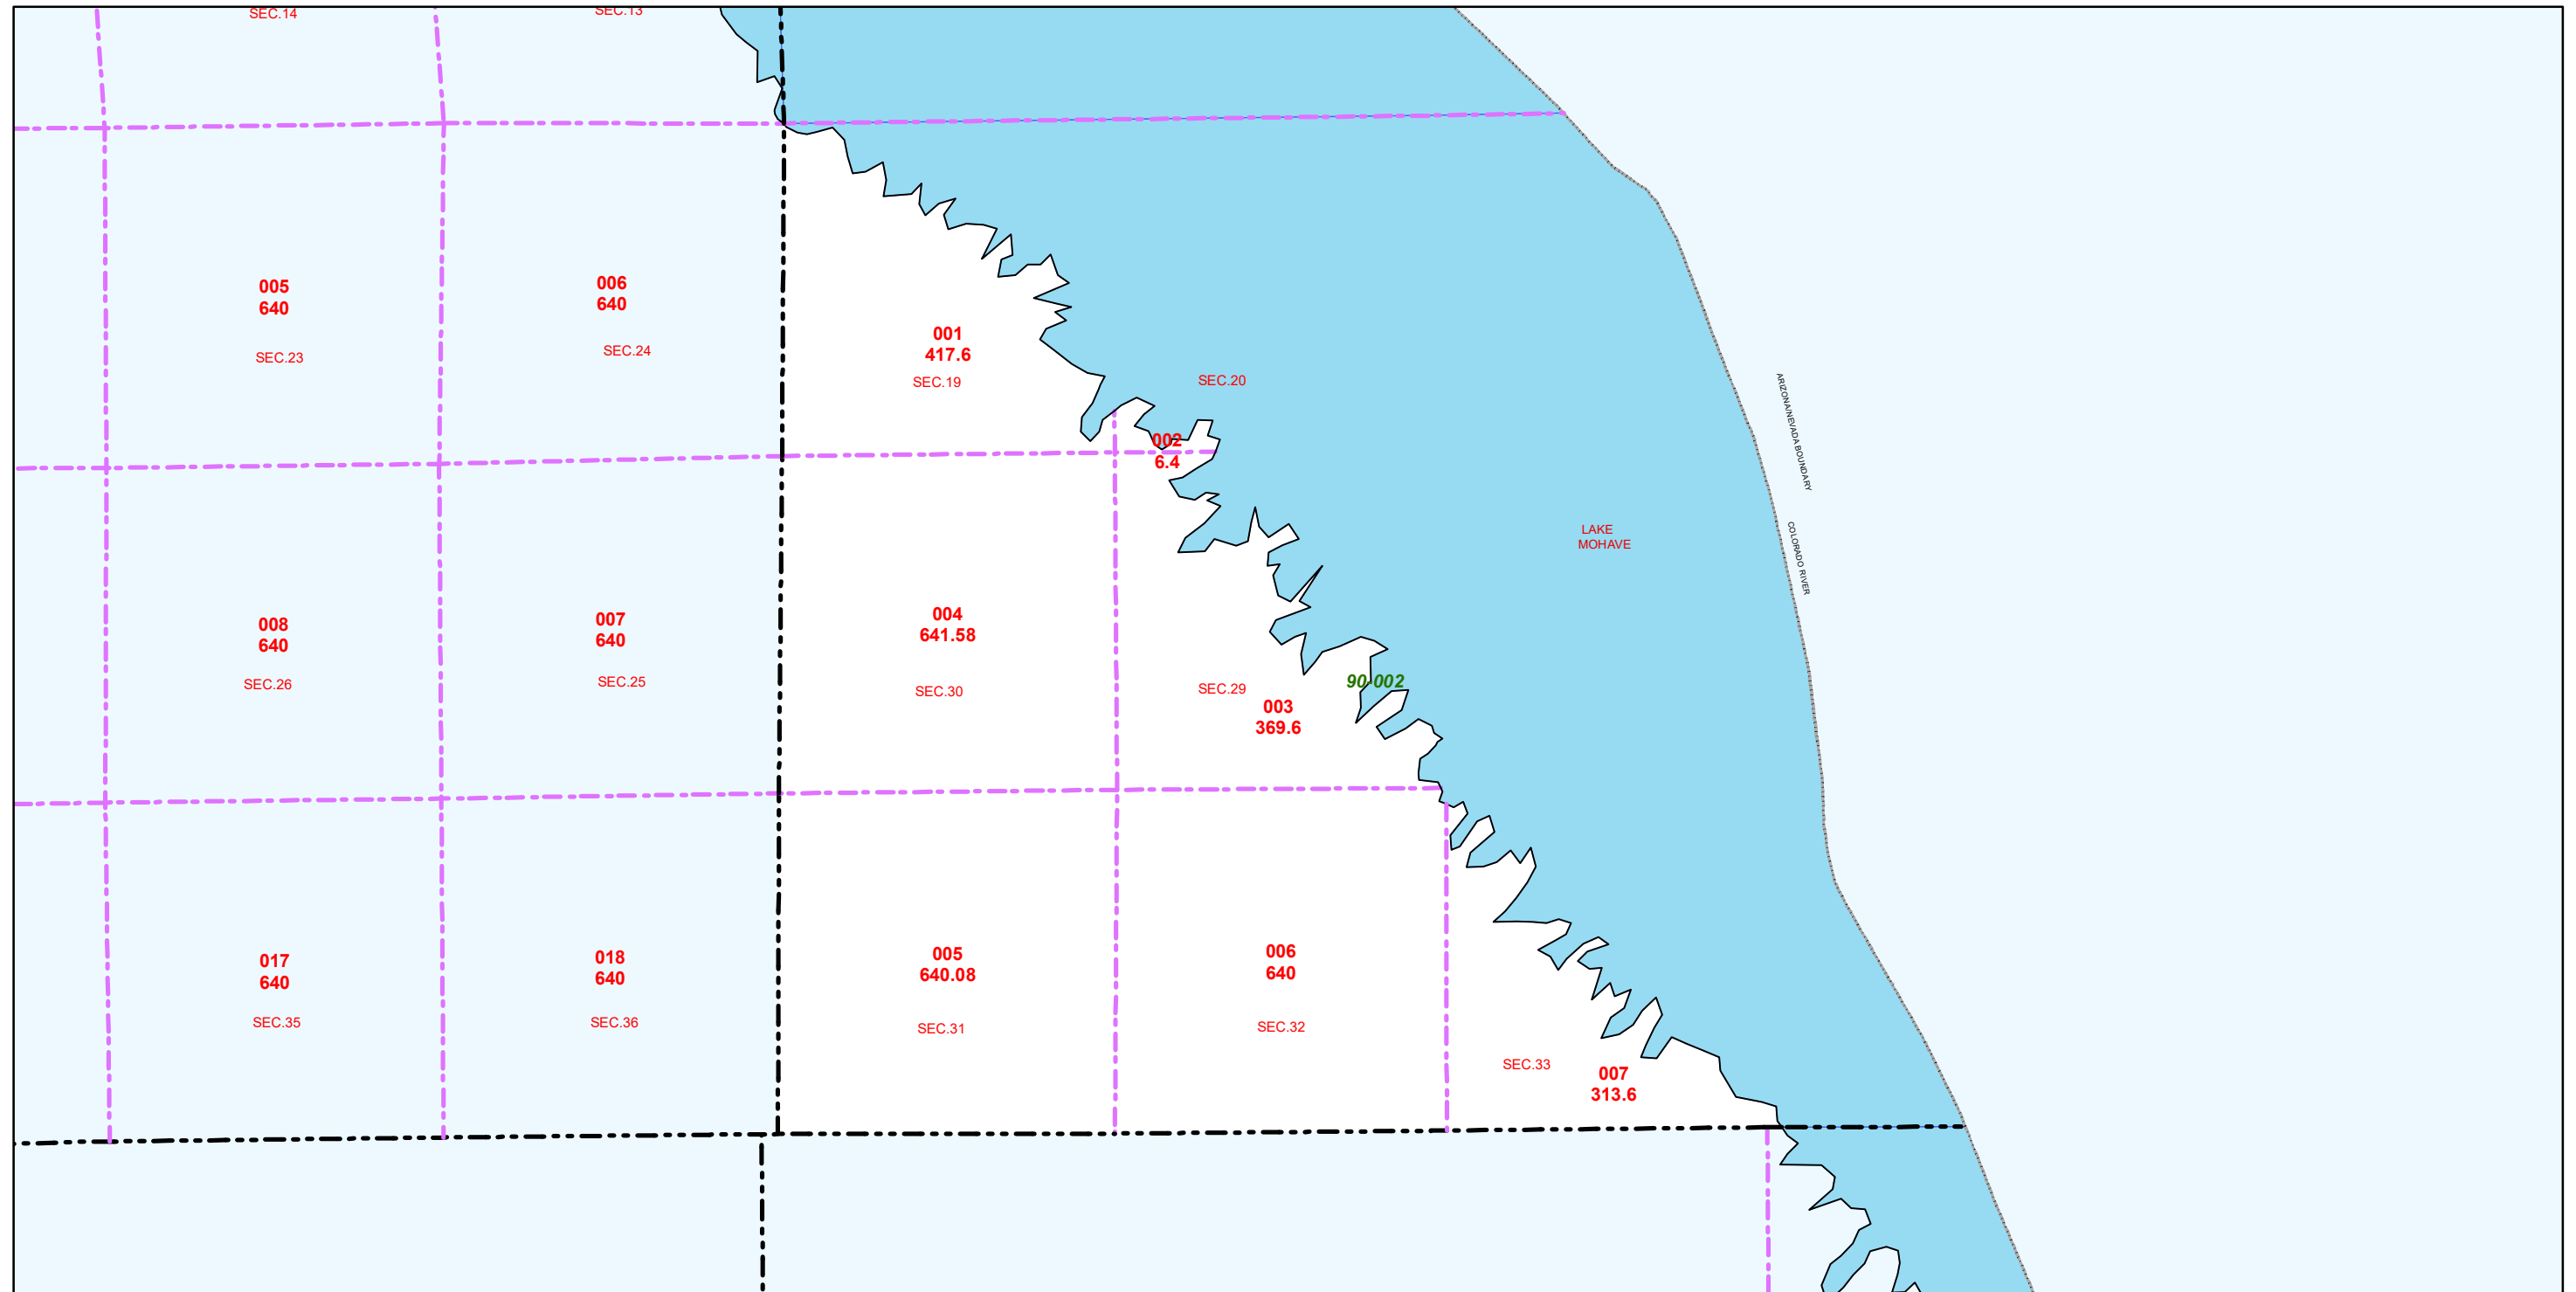 SEC.14
SEC.13
005
640
SEC.23
006
640
SEC.24
001
417.6
SEC.19
SEC.20
002
6.4
ARIZONA/NEVADA BOUNDARY
COLORADO RIVER
LAKE
MOHAVE
008
640
SEC.26
007
640
SEC.25
004
641.58
SEC.30
SEC.29
003
369.6
90-002
017
640
SEC.35
018
640
SEC.36
005
640.08
SEC.31
006
640
SEC.32
SEC.33
007
313.6